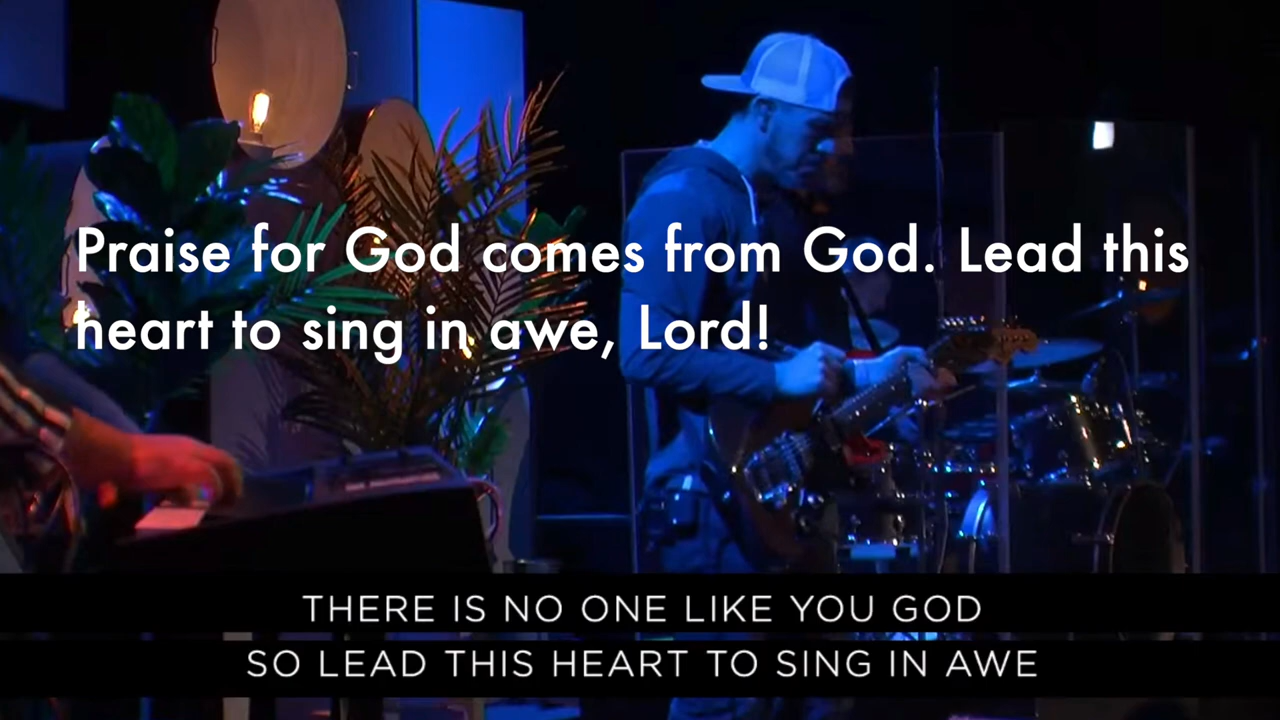 Praise for God comes from God. Lead this
heart to sing in awe, Lord!
THERE IS NO ONE LIKE YOU GOD
SO LEAD THIS HEART TO SING IN AWE